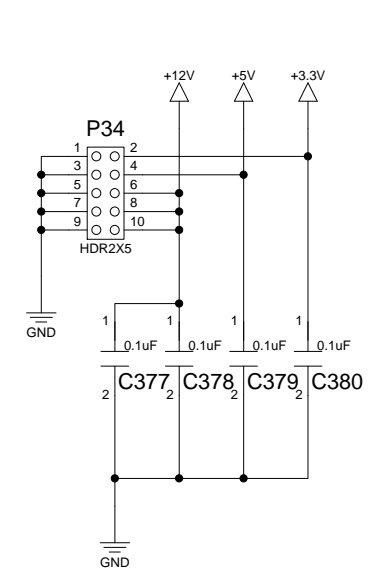 +12V +5V +3.3V
P34
1 2
3 4
5 6
7 8
9 10
HDR2X5
GND
1 1 1 1
0.1uF 0.1uF 0.1uF 0.1uF
C377 C378 C379 C380
2 2 2 2
GND